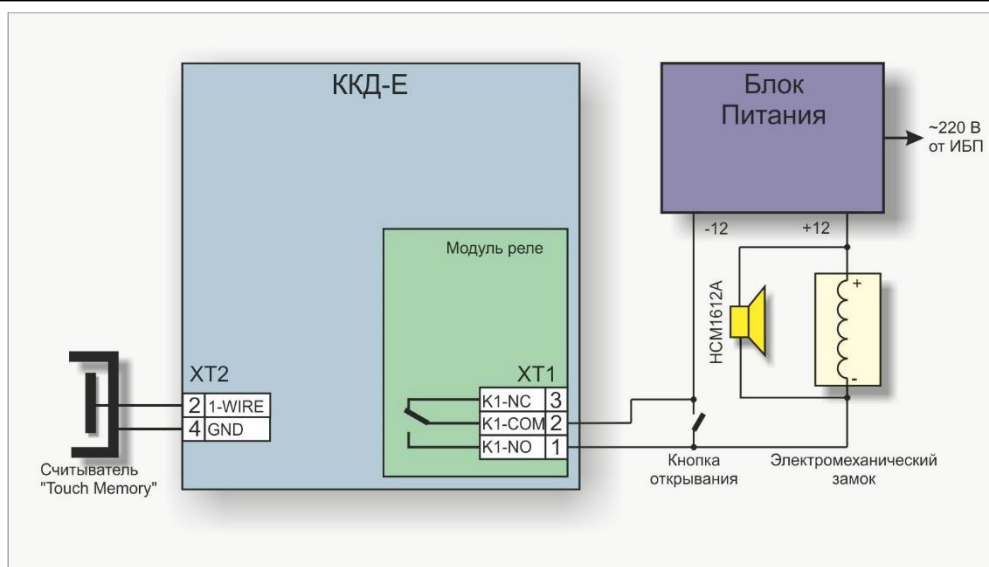 ККД-Е
Блок
Питания
~220 В
от ИБП
-12
+12
Модуль реле
HCM1612A
+
-
XT2
2 1-WIRE
4 GND
XT1
K1-NC 3
K1-COM 2
K1-NO 1
Считыватель
"Touch Memory"
Кнопка
открывания
Электромеханический
замок